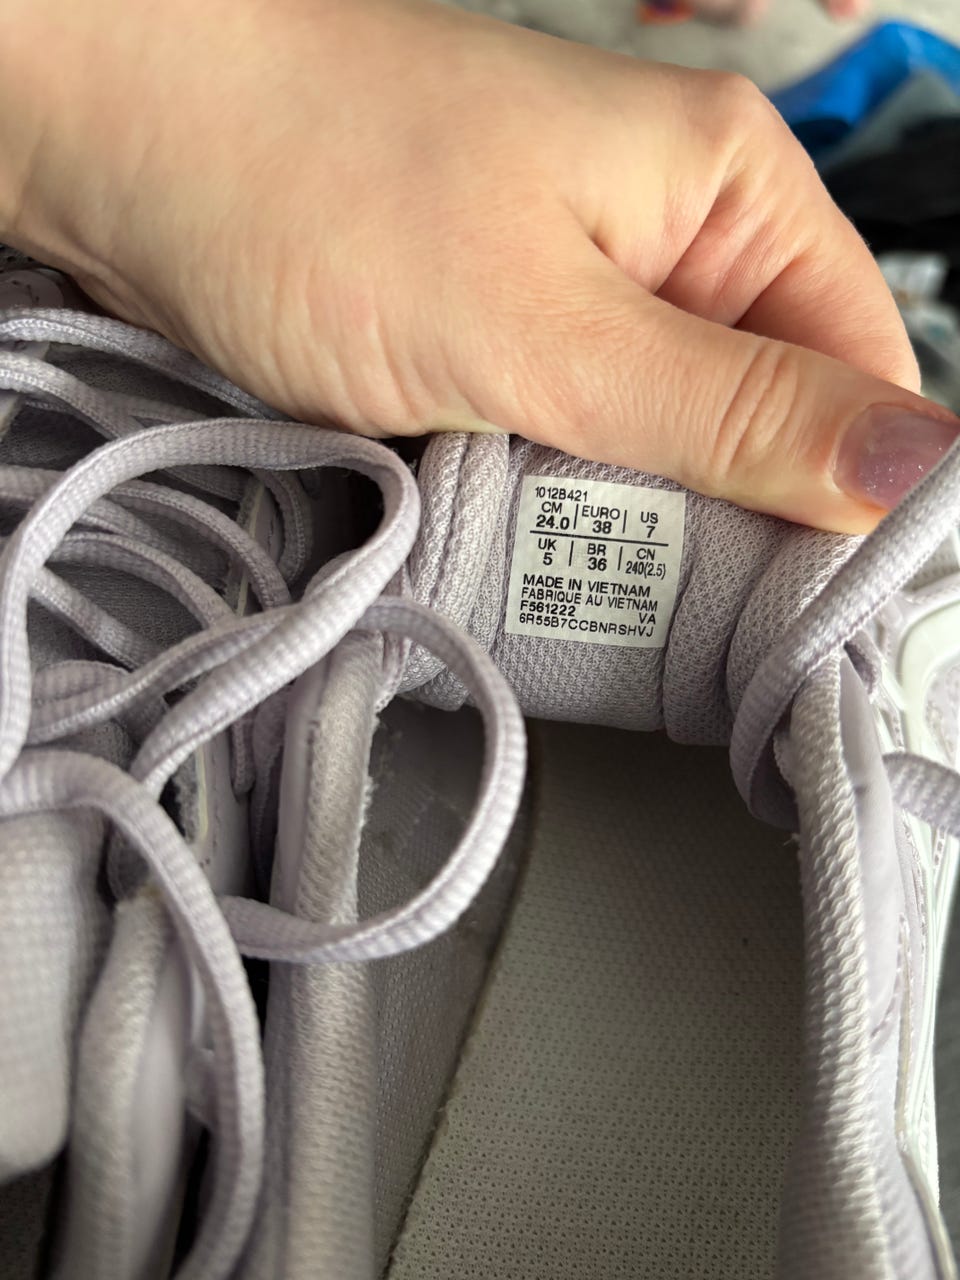 1012B421
CM EURO US
24.0 38 7
UK BR CN
5 36 240(2.5)
MADE IN VIETNAM
FABRIQUE AU VIETNAM
F561222 VA
6R55B7CCBNRSHVJ